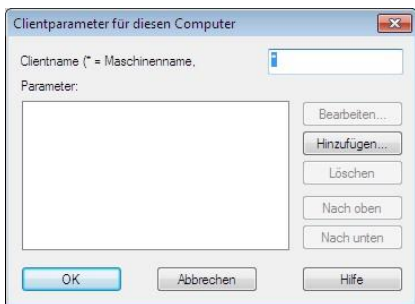 Clientparameter für diesen Computer
Clientname (* = Maschinenname,
*
Parameter:
Bearbeiten...
Hinzufügen...
Löschen
Nach oben
Nach unten
OK
Abbrechen
Hilfe